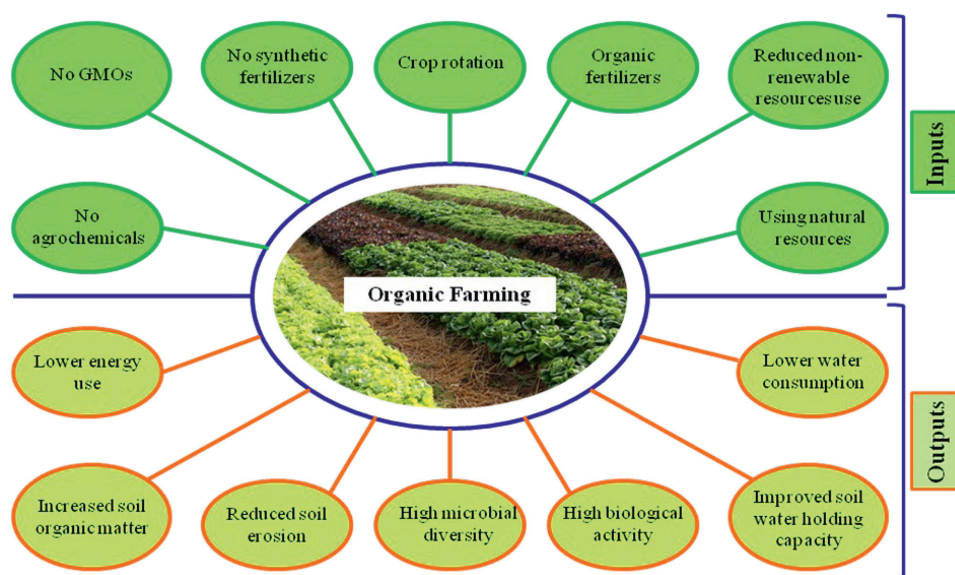 No GMOs
No synthetic
fertilizers
Crop rotation
Organic
fertilizers
Reduced non-
renewable
resources use
Inputs
No
agrochemicals
Using natural
resources
Organic Farming
Lower energy
use
Lower water
consumption
Outputs
Increased soil
organic matter
Reduced soil
erosion
High microbial
diversity
High biological
activity
Improved soil
water holding
capacity